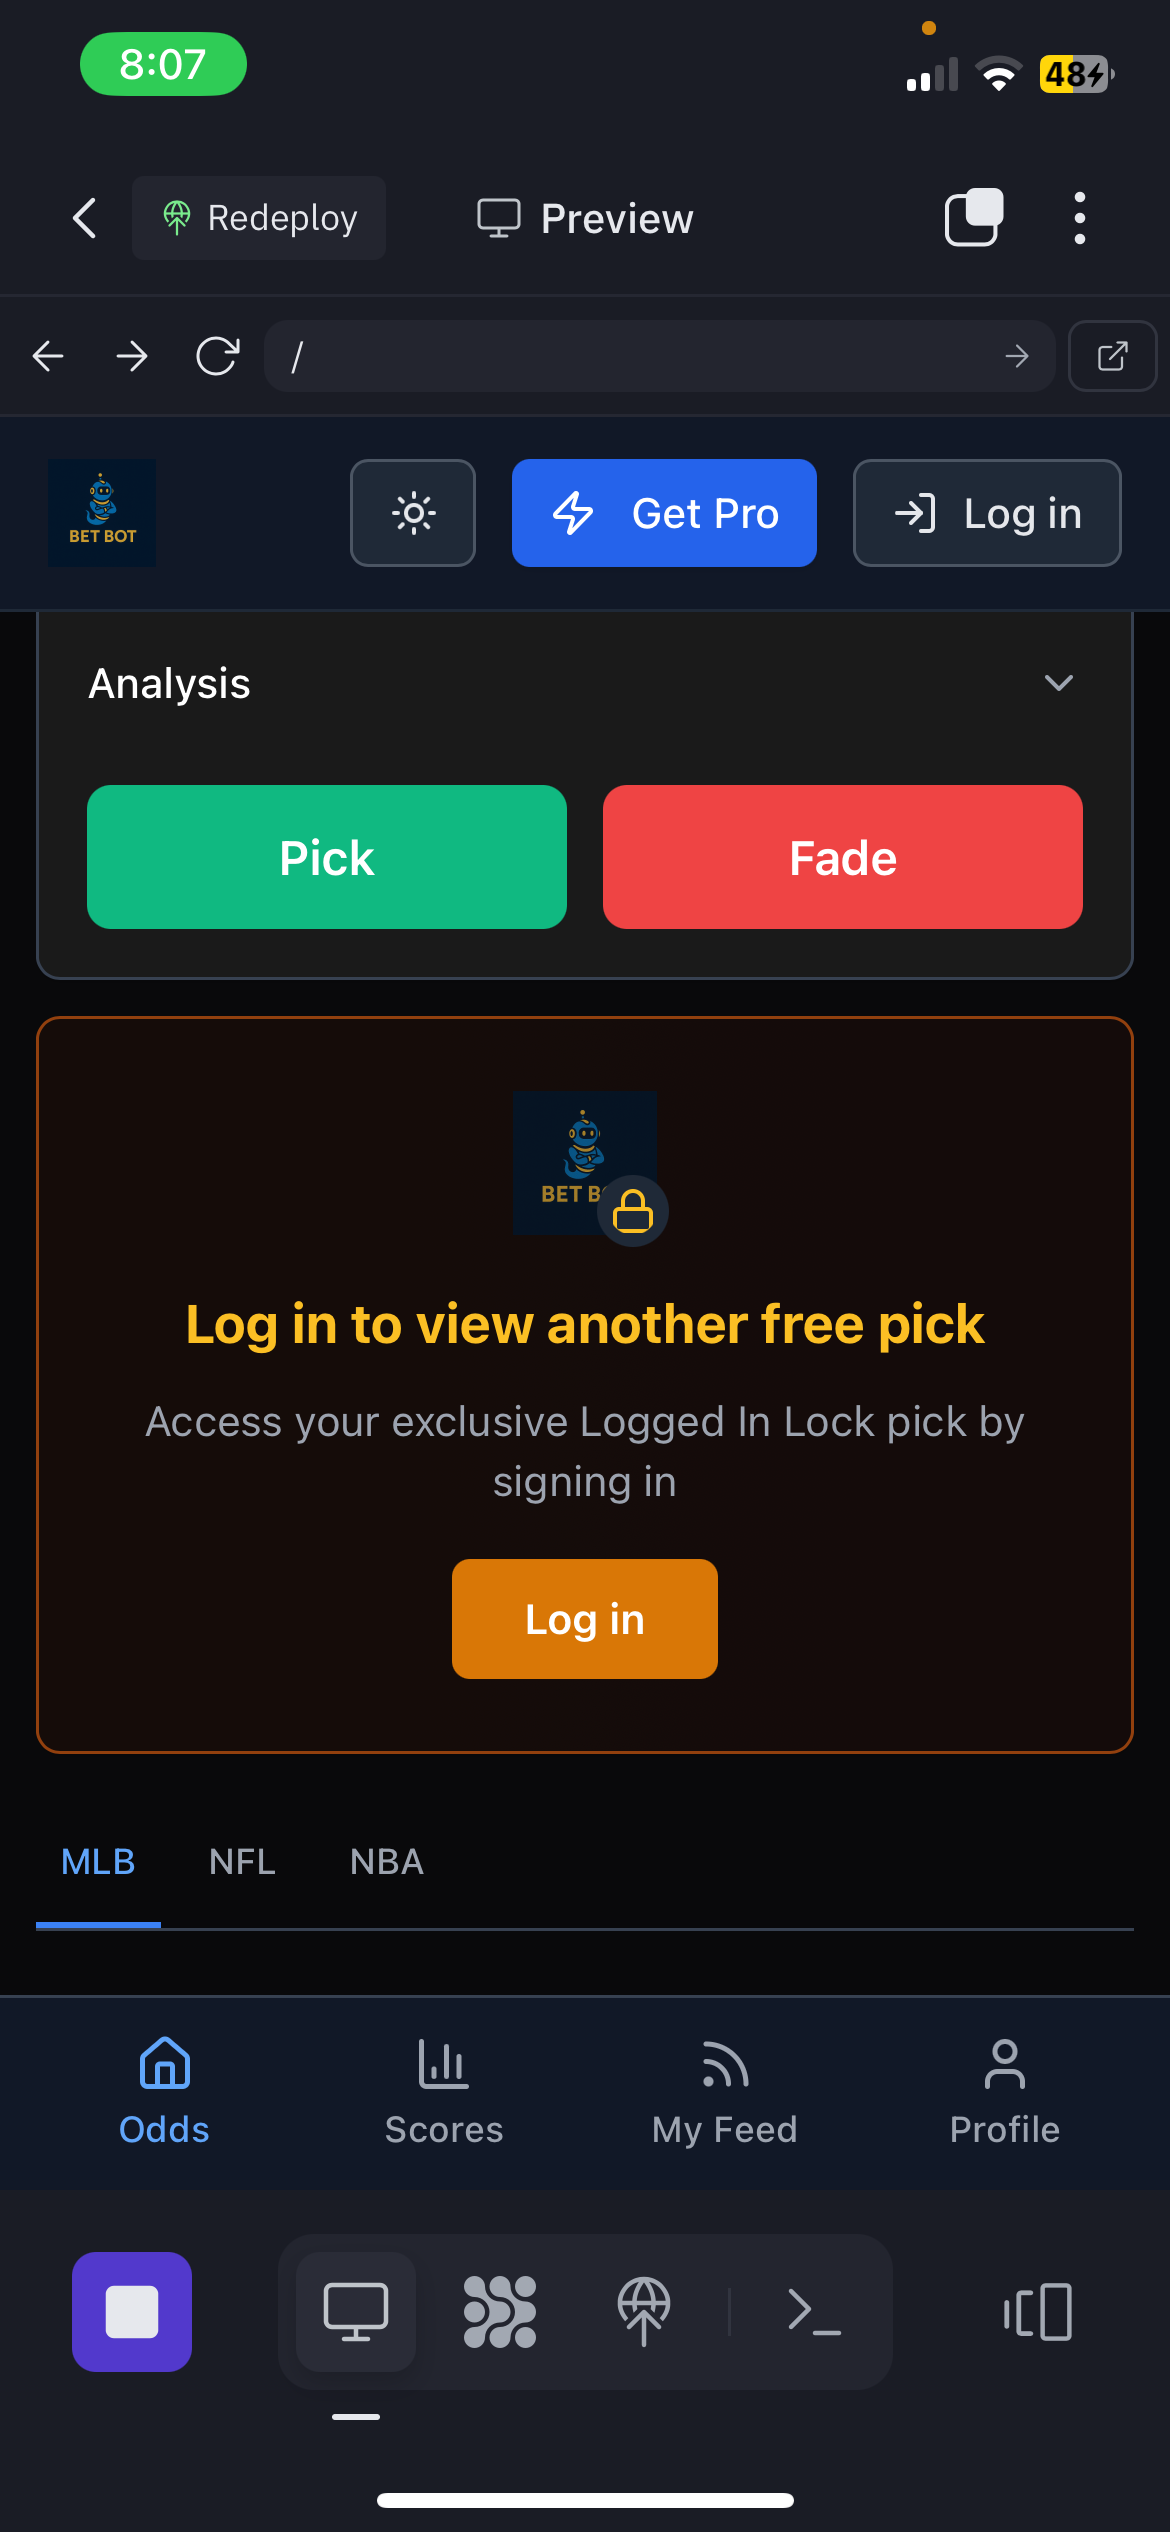 8:07
48
Redeploy
Preview
/
BET BOT
Get Pro
Log in
Analysis
Pick
Fade
BET
Log in to view another free pick
Access your exclusive Logged In Lock pick by
signing in
Log in
MLB
NFL
NBA
Odds
Scores
My Feed
Profile